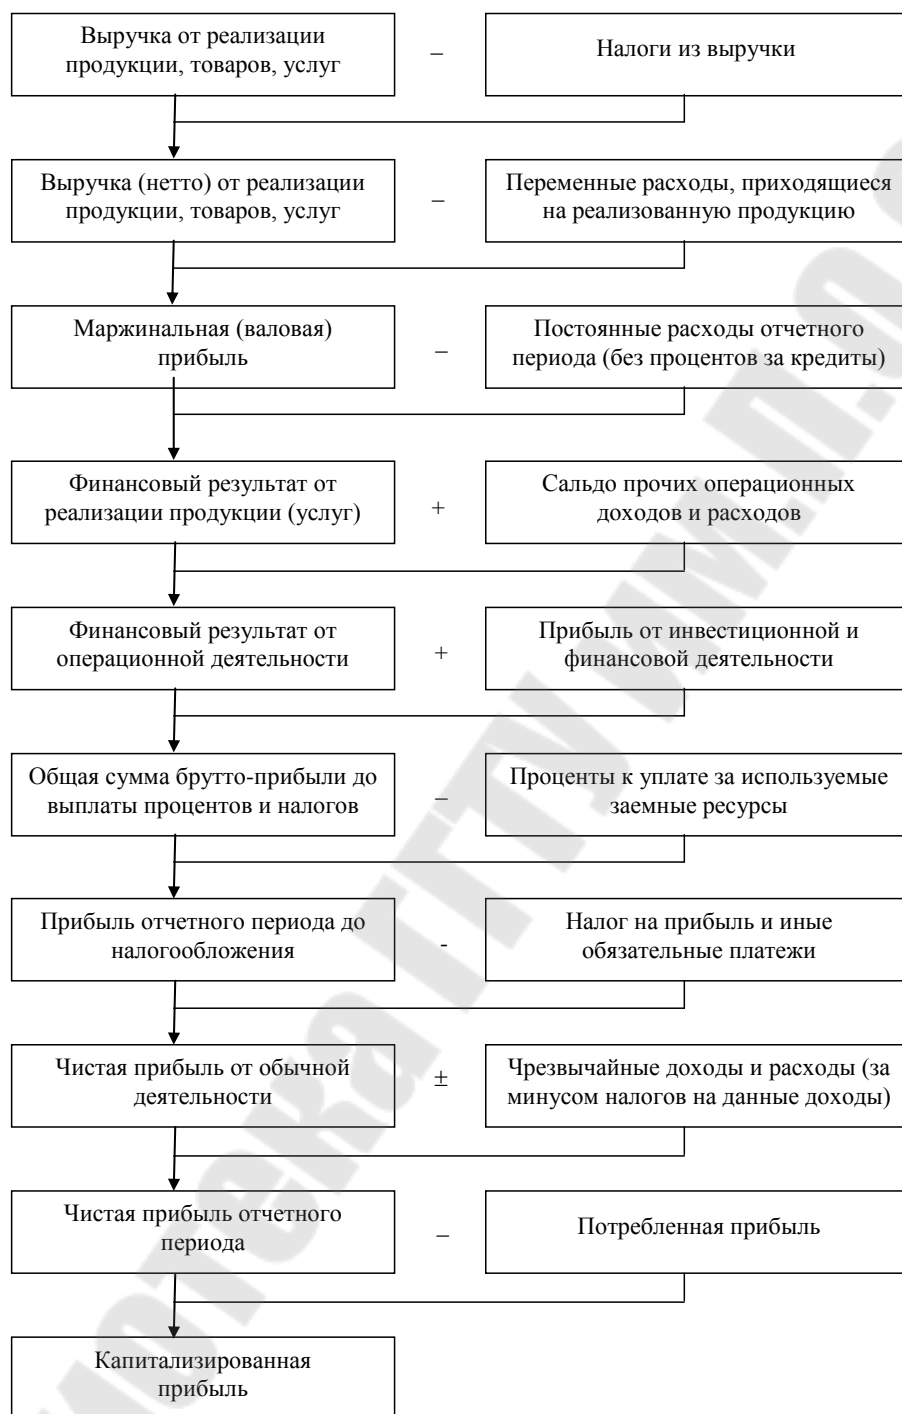 Выручка от реализации
продукции, товаров, услуг
–
Налоги из выручки
Выручка (нетто) от реализации
продукции, товаров, услуг
–
Переменные расходы, приходящиеся
на реализованную продукцию
Маржинальная (валовая)
прибыль
–
Постоянные расходы отчетного
периода (без процентов за кредиты)
Финансовый результат от
реализации продукции (услуг)
+
Сальдо прочих операционных
доходов и расходов
Финансовый результат от
операционной деятельности
+
Прибыль от инвестиционной и
финансовой деятельности
Общая сумма брутто-прибыли до
выплаты процентов и налогов
–
Проценты к уплате за используемые
заемные ресурсы
Прибыль отчетного периода до
налогообложения
-
Налог на прибыль и иные
обязательные платежи
Чистая прибыль от обычной
деятельности
±
Чрезвычайные доходы и расходы (за
минусом налогов на данные доходы)
Чистая прибыль отчетного
периода
–
Потребленная прибыль
Капитализированная
прибыль
ГГТУ им.П.О